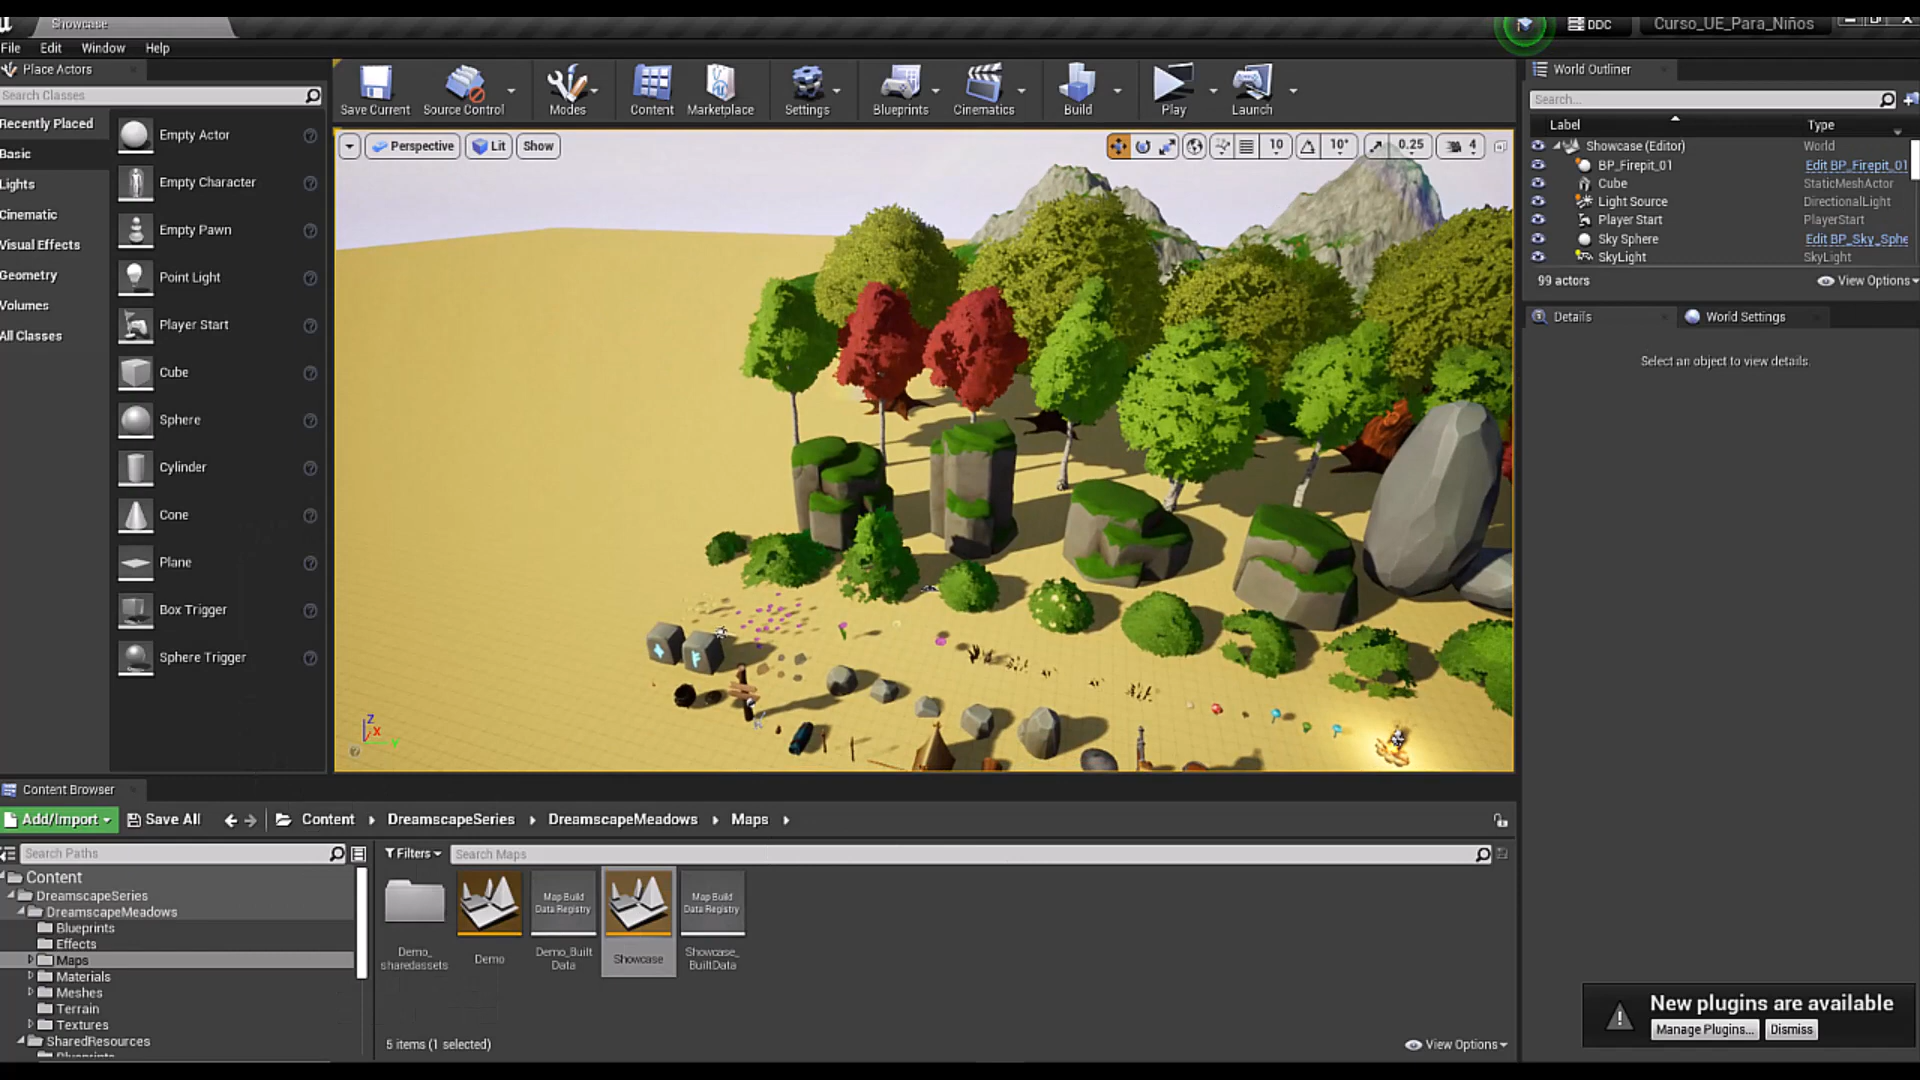 Showcase
DDC
Curso_UE_Para_Niños
File Edit Window Help
Place Actors
Search Classes
Recently Placed
Basic
Lights
Cinematic
Visual Effects
Geometry
Volumes
All Classes
Empty Actor
Empty Character
Empty Pawn
Point Light
Player Start
Cube
Sphere
Cylinder
Cone
Plane
Box Trigger
Sphere Trigger
Save Current
Source Control
Modes
Content
Marketplace
Settings
Blueprints
Cinematics
Build
Play
Launch
Perspective
Lit
Show
10
10°
0.25
4
Z
X
Y
World Outliner
Search...
Label Type
Showcase (Editor) World
BP_Firepit_01 Edit BP_Firepit_01
Cube StaticMeshActor
Light Source DirectionalLight
Player Start PlayerStart
Sky Sphere Edit BP_Sky_Sphe
SkyLight SkyLight
99 actors
View Options
Details
World Settings
Select an object to view details.
Content Browser
Add/Import
Save All
Content
DreamscapeSeries
DreamscapeMeadows
Maps
Search Paths
Filters
Search Maps
Content
DreamscapeSeries
DreamscapeMeadows
Blueprints
Effects
Maps
Materials
Meshes
Terrain
Textures
SharedResources
Blueprints
Demo_
sharedassets
Demo
Map Build
Data Registry
Demo_Built
Data
Showcase
Map Build
Data Registry
Showcase_
BuiltData
5 items (1 selected)
View Options
New plugins are available
Manage Plugins...
Dismiss